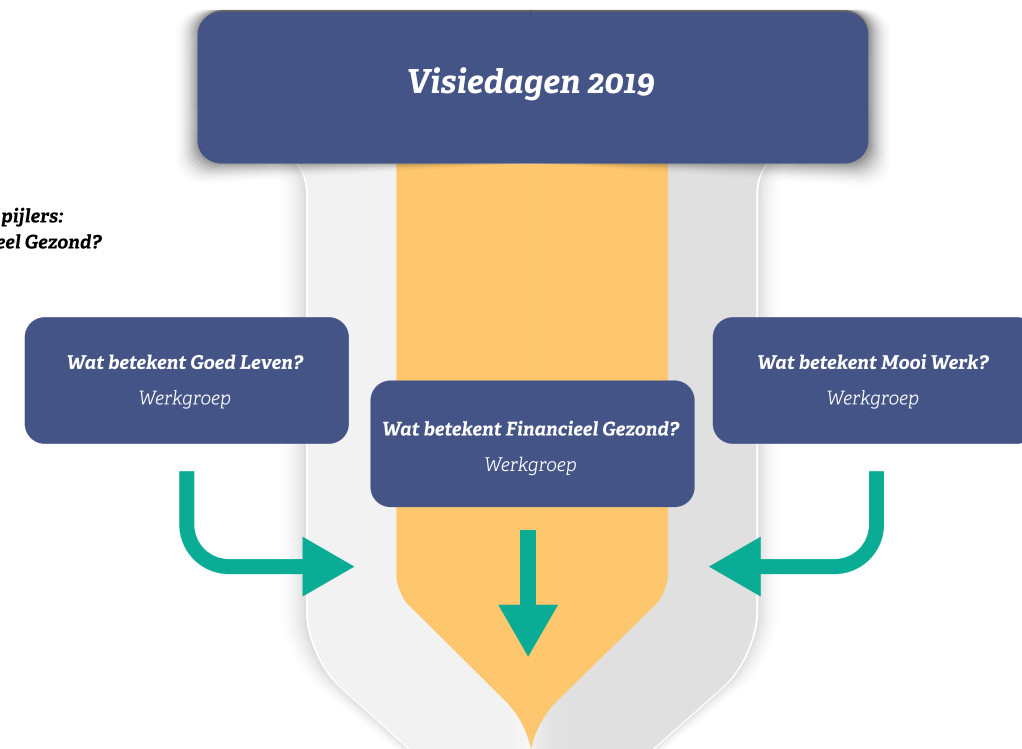 Visiedagen 2019
pijlers:
Gezond?
Wat betekent Goed Leven?
Werkgroep
Wat betekent Financieel Gezond?
Werkgroep
Wat betekent Mooi Werk?
Werkgroep